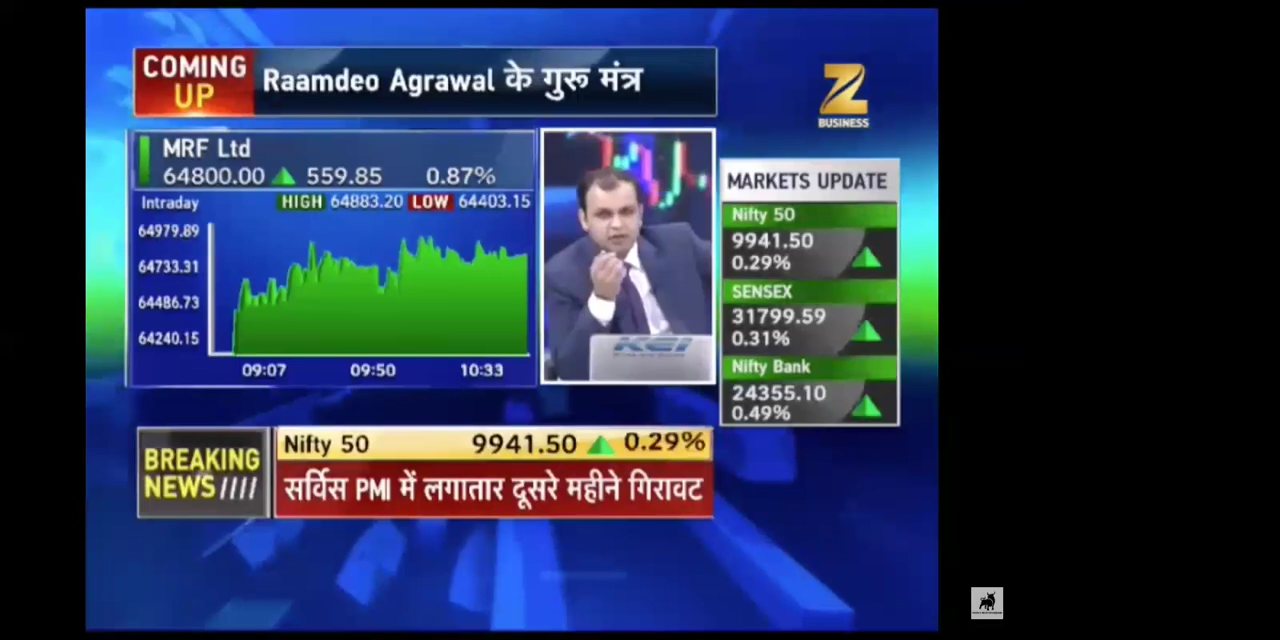 COMING
UP
Raamdeo Agrawal के गुरू मंत्र
Z
BUSINESS
MRF Ltd
64800.00 559.85 0.87%
Intraday HIGH 64883.20 LOW 64403.15
64979.89
64733.31
64486.73
64240.15
09:07 09:50 10:33
KEI
MARKETS UPDATE
Nifty 50
9941.50
0.29%
SENSEX
31799.59
0.31%
Nifty Bank
24355.10
0.49%
BREAKING
NEWS ////
Nifty 50 9941.50 0.29%
सर्विस PMI में लगातार दूसरे महीने गिरावट